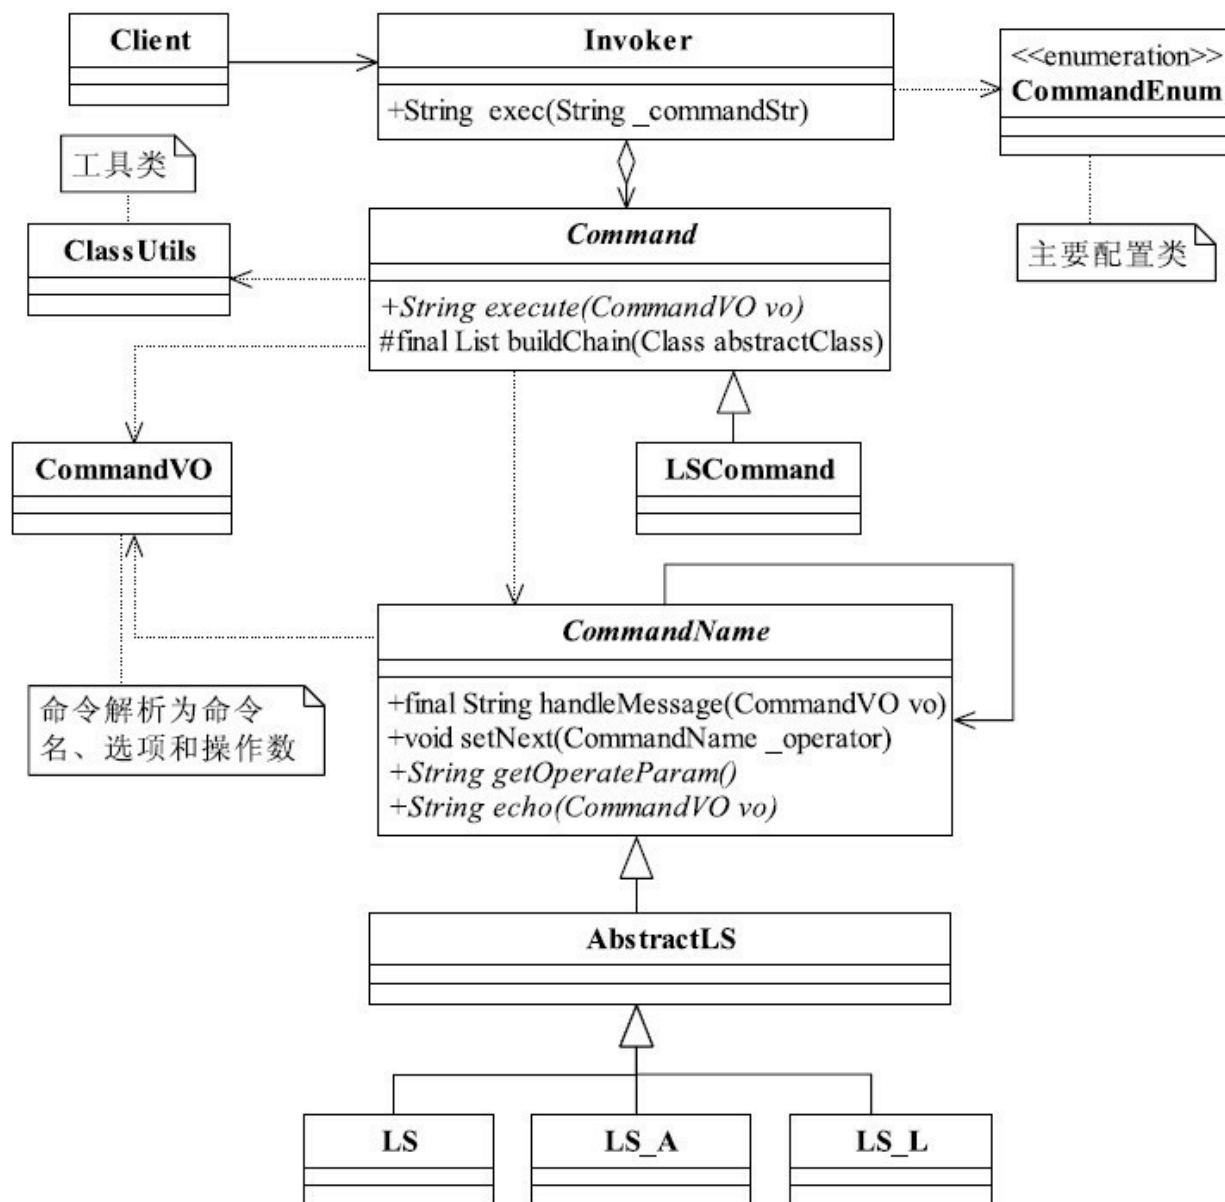 Client
Invoker
+String exec(String _commandStr)
<<enumeration>>
CommandEnum
工具类
ClassUtils
Command
+String execute(CommandVO vo)
#final List buildChain(Class abstractClass)
主要配置类
CommandVO
LSCommand
CommandName
+final String handleMessage(CommandVO vo)
+void setNext(CommandName _operator)
+String getOperateParam()
+String echo(CommandVO vo)
命令解析为命令
名、选项和操作数
AbstractLS
LS
LS_A
LS_L